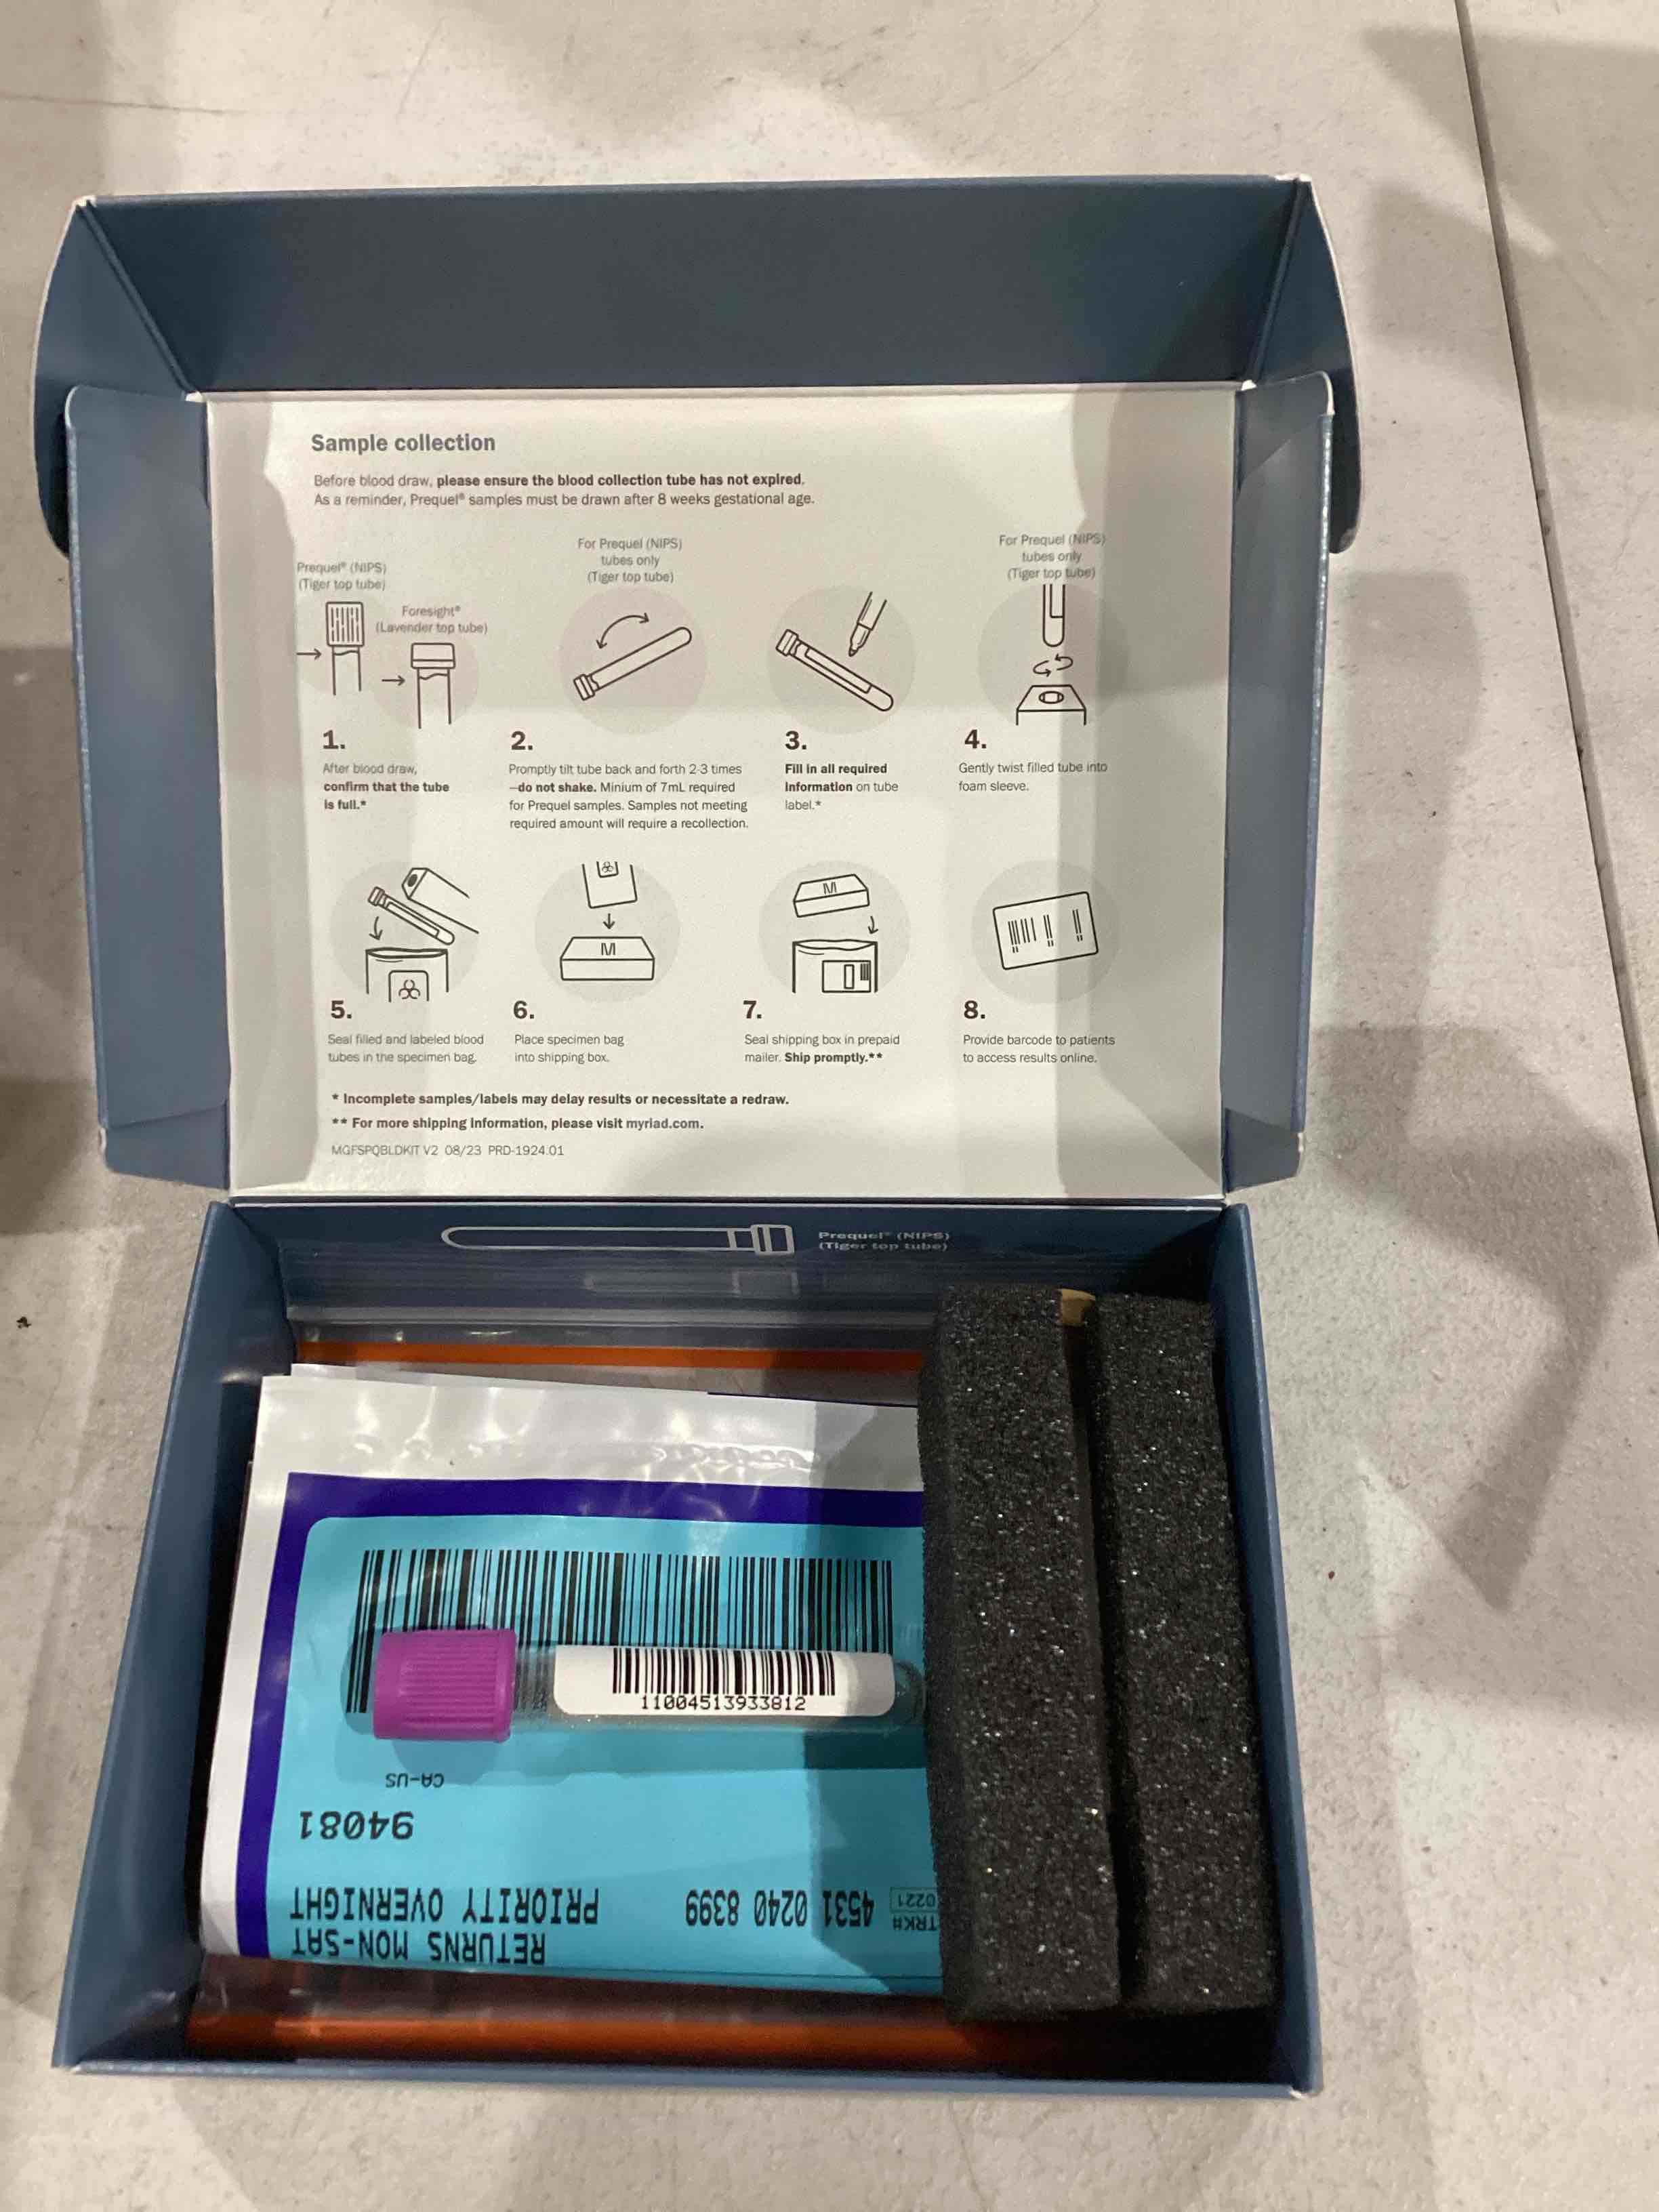 Sample collection
Before blood draw, please ensure the blood collection tube has not expired.
As a reminder, Prequel® samples must be drawn after 8 weeks gestational age.
Prequel® (NIPS)
(Tiger top tube)
Foresight®
(Lavender top tube)
For Prequel (NIPS)
tubes only
(Tiger top tube)
For Prequel (NIPS)
tubes only
(Tiger top tube)
1.
After blood draw,
confirm that the tube
is full.*
2.
Promptly tilt tube back and forth 2-3 times
—do not shake. Minium of 7mL required
for Prequel samples. Samples not meeting
required amount will require a recollection.
3.
Fill in all required
information on tube
label.*
4.
Gently twist filled tube into
foam sleeve.
M
M
5.
Seal filled and labeled blood
tubes in the specimen bag.
6.
Place specimen bag
into shipping box.
7.
Seal shipping box in prepaid
mailer. Ship promptly.**
8.
Provide barcode to patients
to access results online.
* Incomplete samples/labels may delay results or necessitate a redraw.
** For more shipping information, please visit myriad.com.
MGFSPQBLDKIT V2 08/23 PRD-1924.01
Prequel® (NIPS)
(Tiger top tube)
11004513933812
CA-US
94081
TRK# 4531 0240 8399
0221
RETURNS MON-SAT
PRIORITY OVERNIGHT